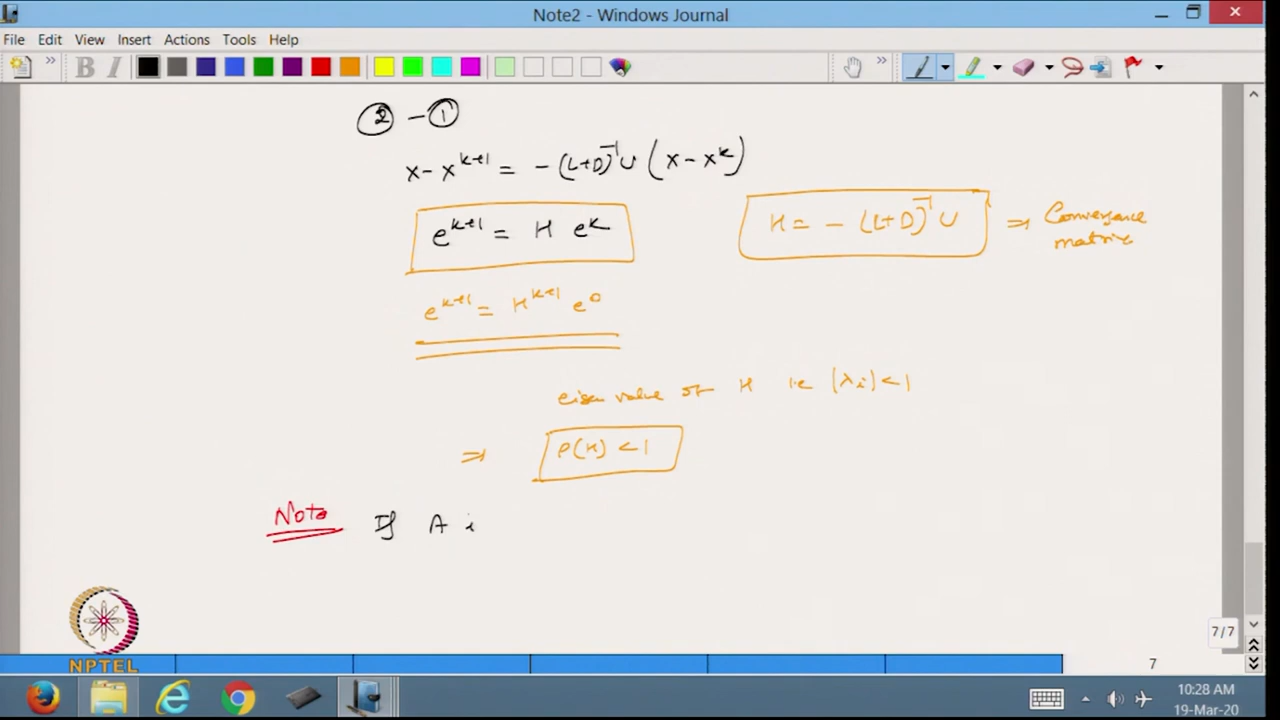 Note2 - Windows Journal
File Edit View Insert Actions Tools Help
② - ①
x - x^{k+1} = - (L+D)^{-1} U (x - x^k)
e^{k+1} = H e^k
H = - (L+D)^{-1} U ⇒ Convergence matrix
e^{k+1} = H^{k+1} e^0
eigen value of H ie |λi| < 1
⇒ ρ(H) < 1
Note If A i
7/7
NPTEL
7
10:28 AM
19-Mar-20